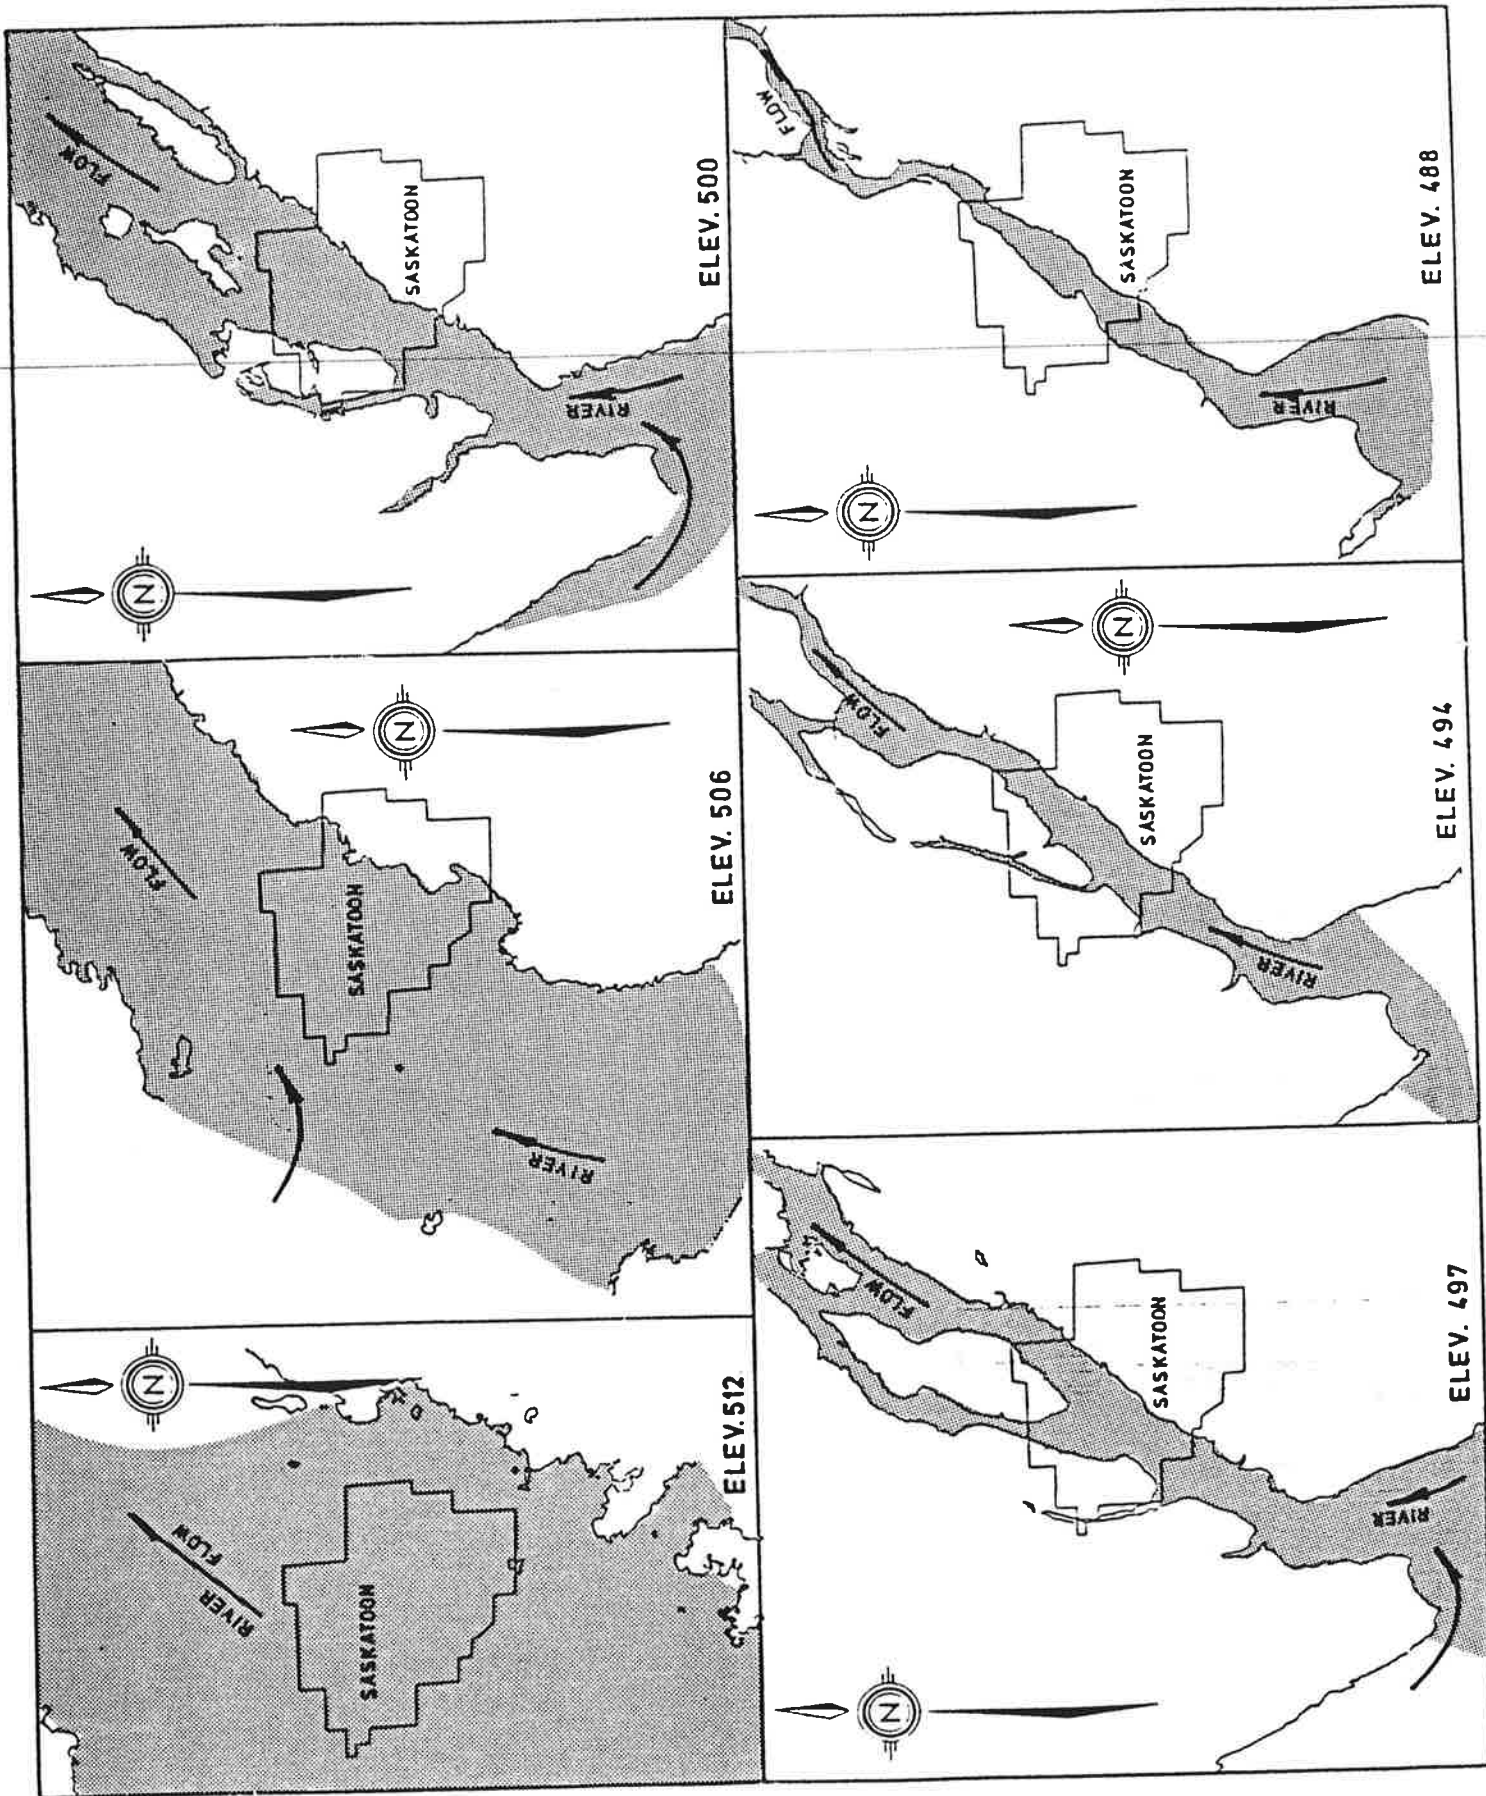 FLOW
SASKATOON
RIVER
N
ELEV. 500
FLOW
SASKATOON
RIVER
N
ELEV. 488
N
FLOW
SASKATOON
RIVER
ELEV. 506
N
FLOW
SASKATOON
RIVER
ELEV. 494
N
RIVER FLOW
SASKATOON
ELEV. 512
FLOW
SASKATOON
RIVER
N
ELEV. 497